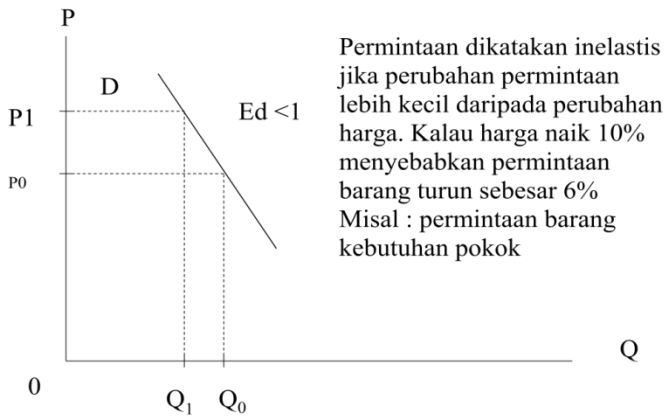 P
D
P1
Ed <1
P0
0
Q₁ Q₀
Q
Permintaan dikatakan inelastis
jika perubahan permintaan
lebih kecil daripada perubahan
harga. Kalau harga naik 10%
menyebabkan permintaan
barang turun sebesar 6%
Misal : permintaan barang
kebutuhan pokok